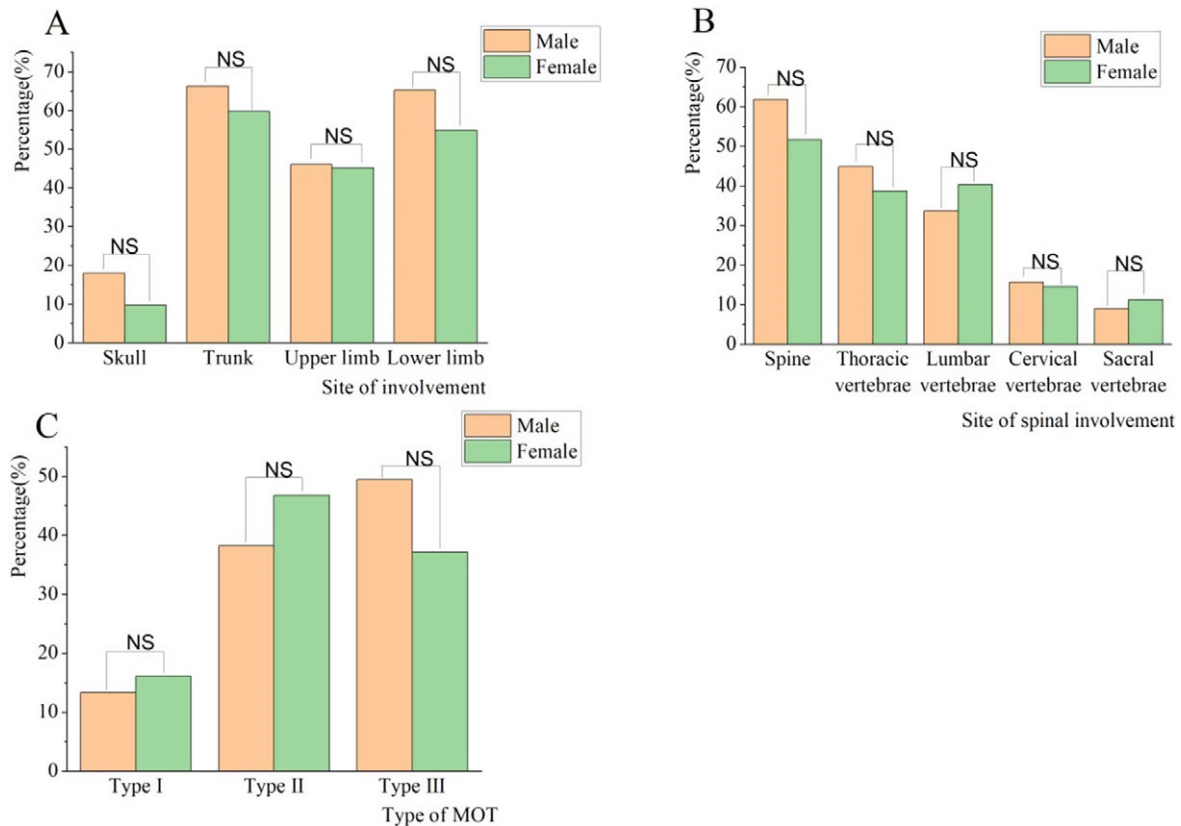 A
Male
Female
Percentage(%)
70
60
50
40
30
20
10
0
NS
NS
NS
NS
Skull Trunk Upper limb Lower limb
Site of involvement
B
Male
Female
Percentage(%)
70
60
50
40
30
20
10
0
NS
NS
NS
NS
NS
Spine Thoracic Lumbar Cervical Sacral
vertebrae vertebrae vertebrae vertebrae
Site of spinal involvement
C
Male
Female
Percentage(%)
50
40
30
20
10
0
NS
NS
NS
Type I Type II Type III
Type of MOT